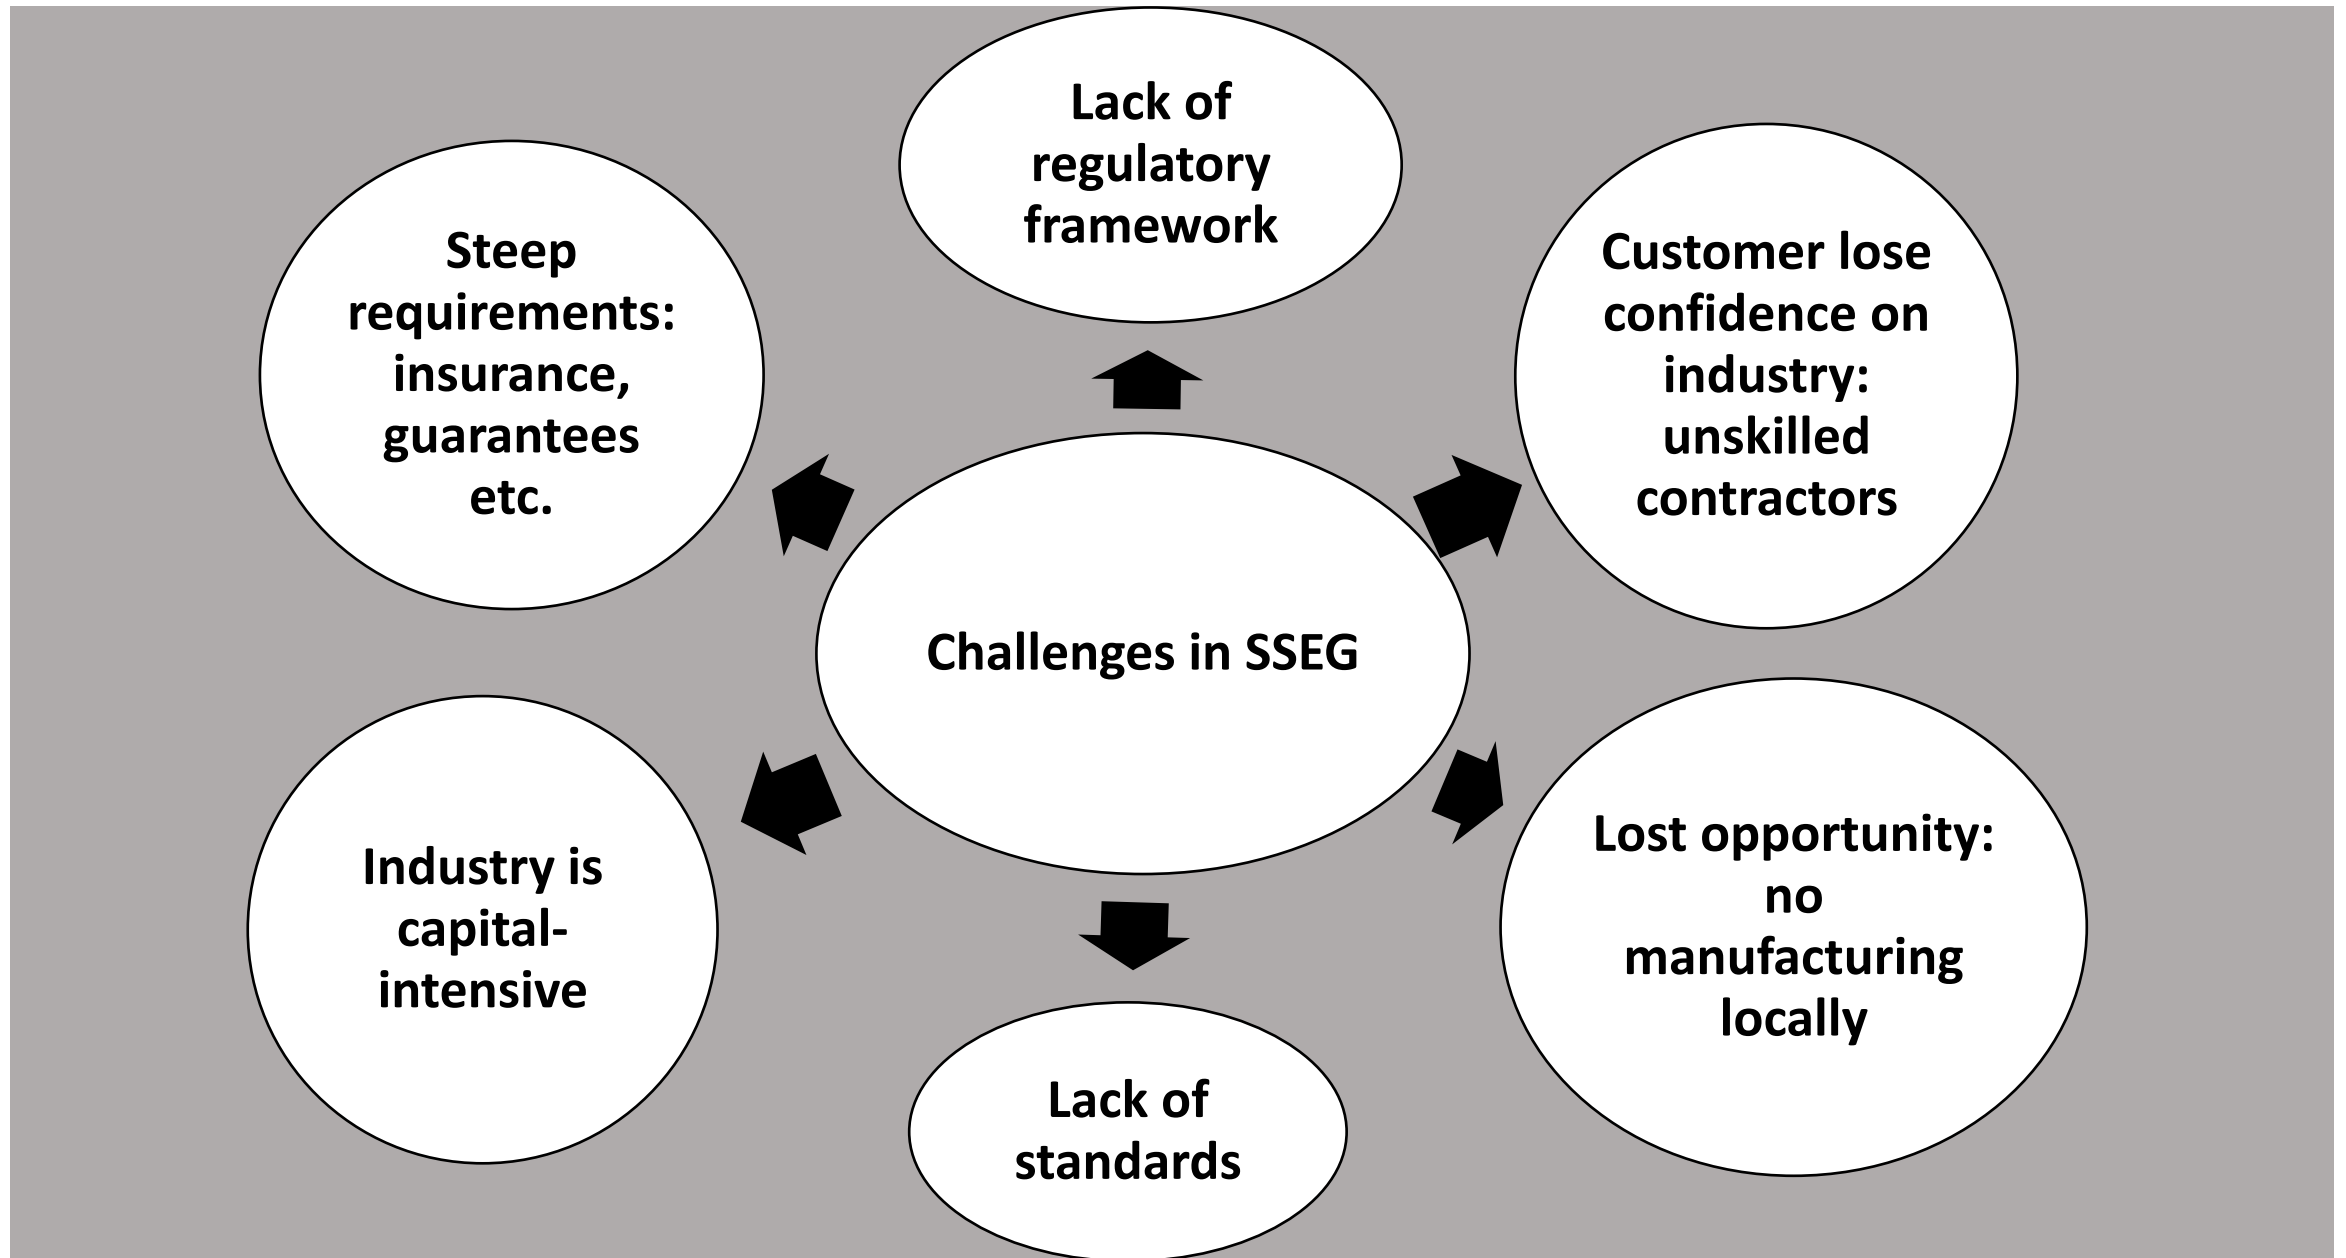 Lack of
regulatory
framework
Steep
requirements:
insurance,
guarantees
etc.
Customer lose
confidence on
industry:
unskilled
contractors
Challenges in SSEG
Industry is
capital-
intensive
Lost opportunity:
no
manufacturing
locally
Lack of
standards